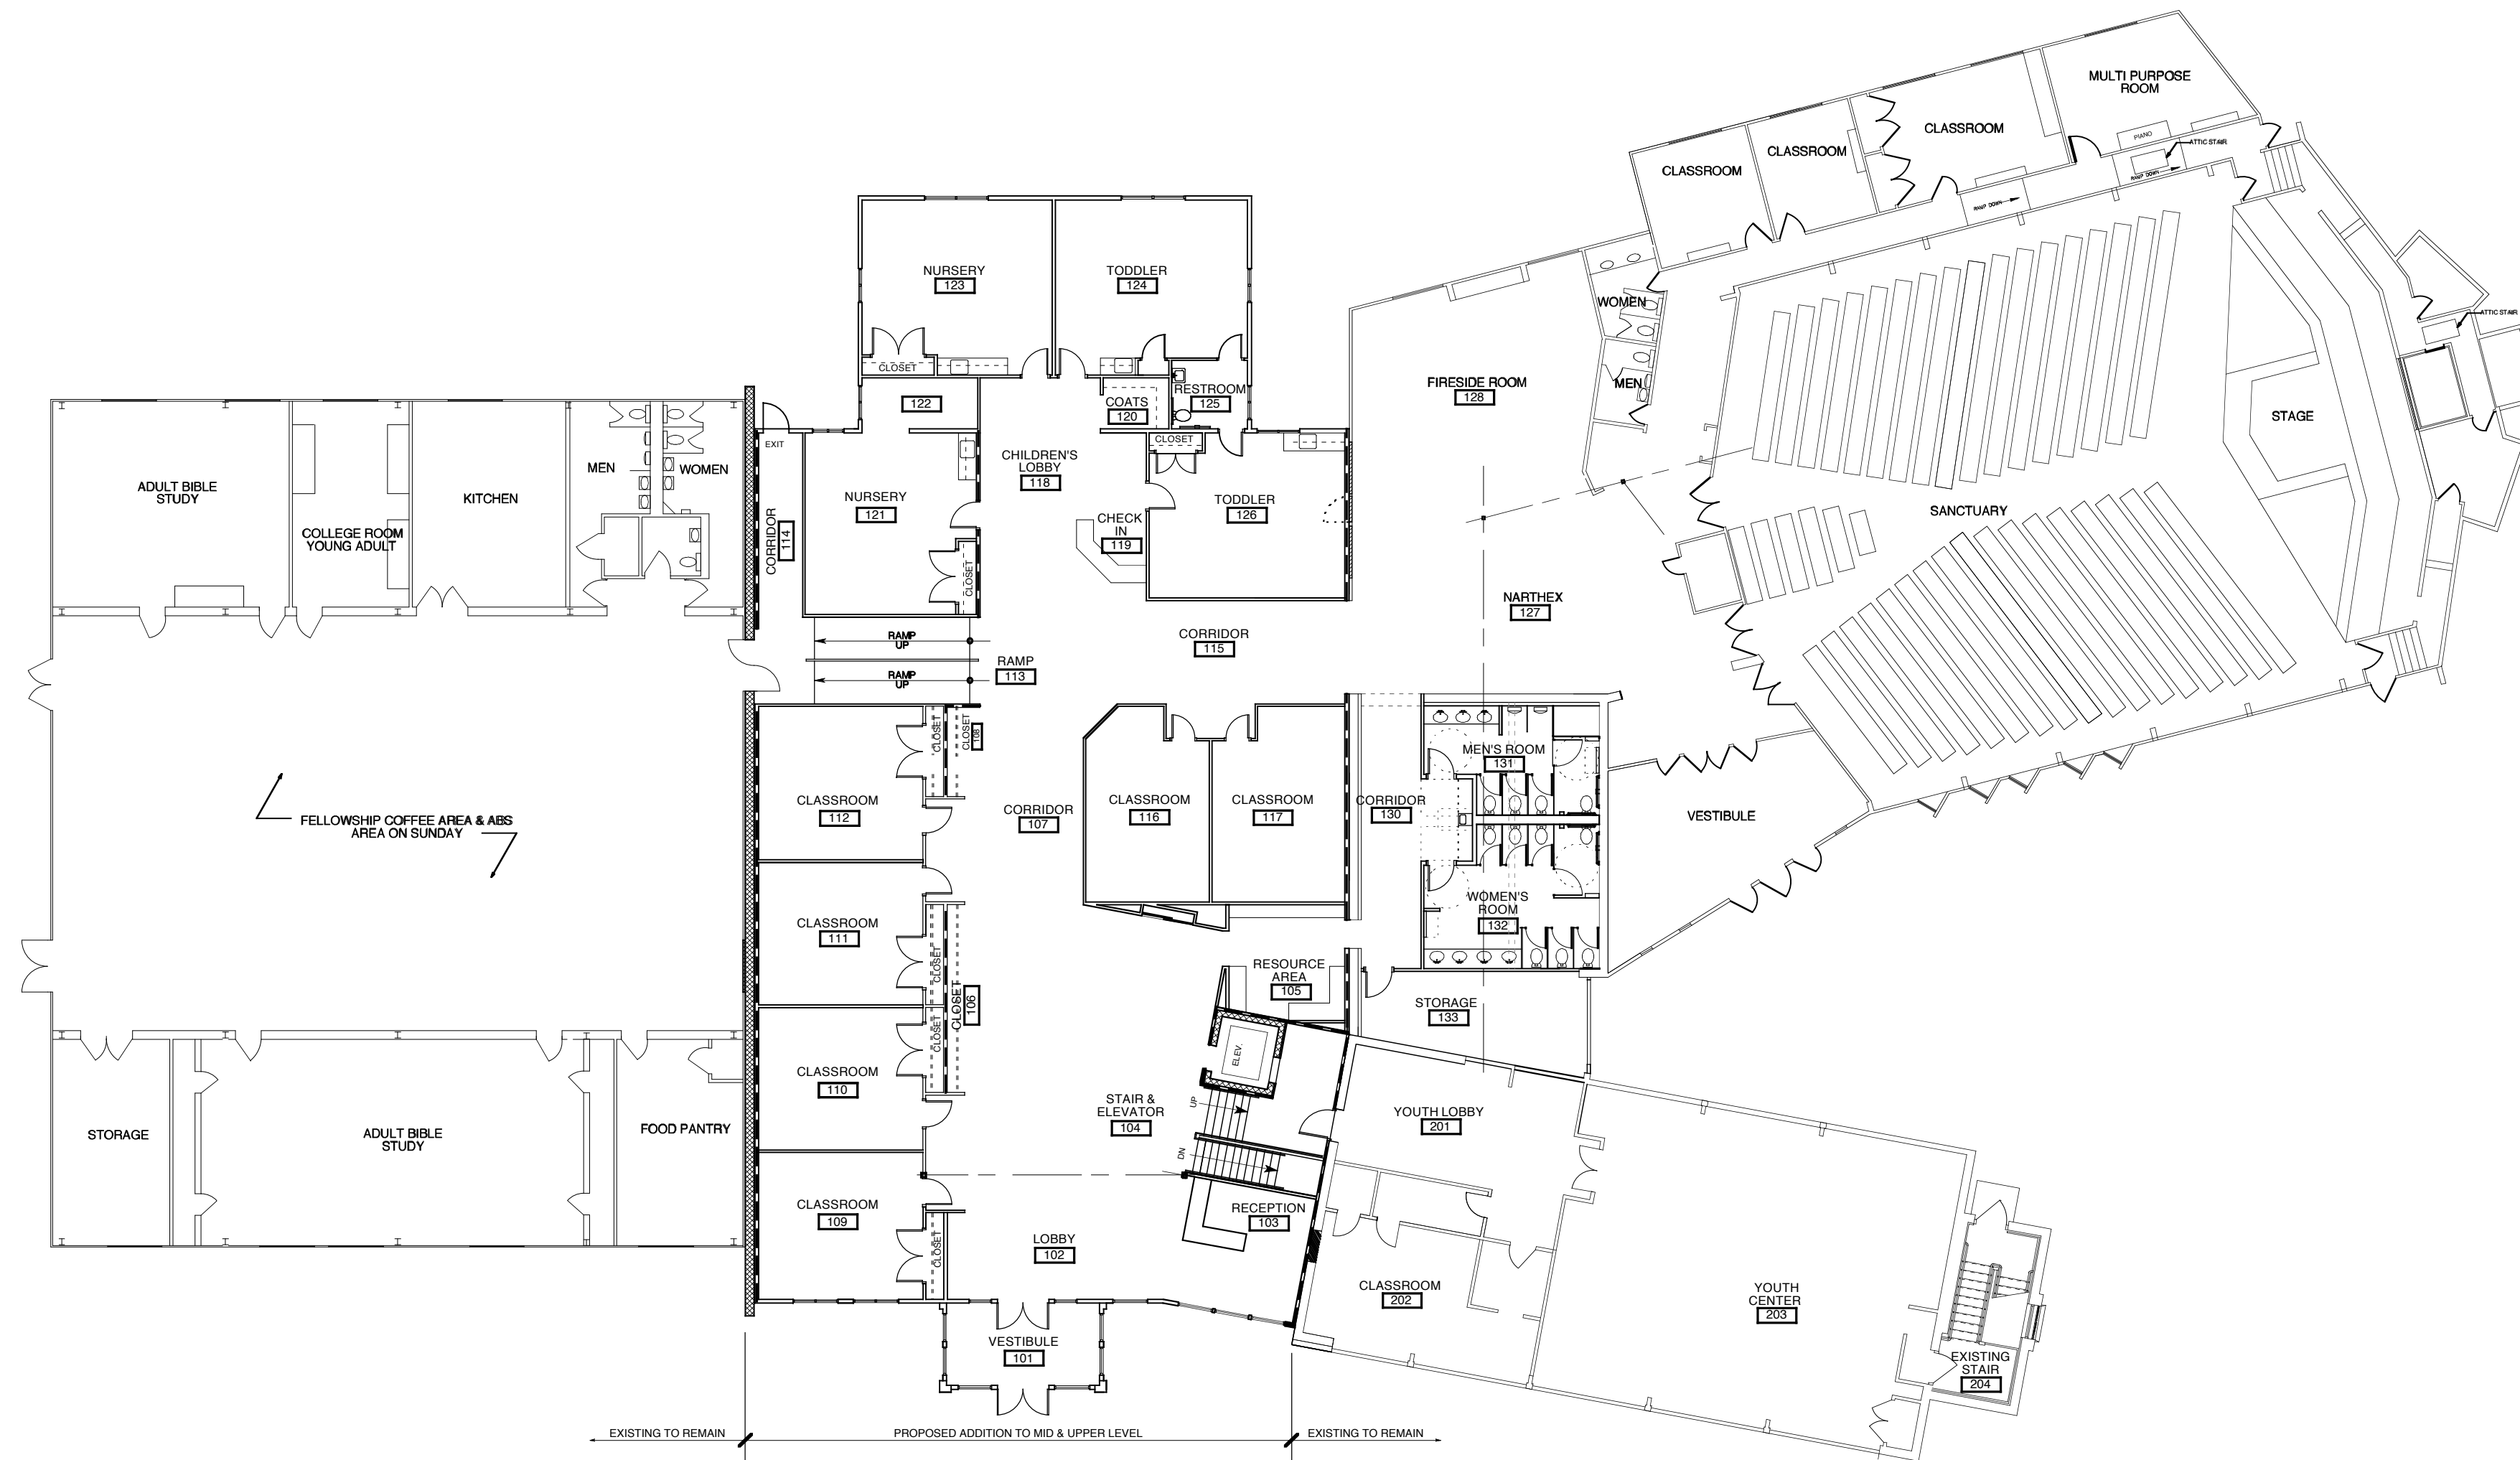 MULTI PURPOSE
ROOM
CLASSROOM
CLASSROOM
CLASSROOM
PIANO
ATTIC STAIR
RAMP DOWN
RAMP DOWN
NURSERY
123
TODDLER
124
CLOSET
WOMEN
MEN
FIRESIDE ROOM
128
ATTIC STAIR
STAGE
SANCTUARY
RESTROOM
125
COATS
120
122
CLOSET
EXIT
ADULT BIBLE
STUDY
COLLEGE ROOM
YOUNG ADULT
KITCHEN
MEN
WOMEN
CORRIDOR
114
NURSERY
121
CLOSET
CHILDREN'S
LOBBY
118
CHECK
IN
119
TODDLER
126
NARTHEX
127
RAMP
UP
RAMP
UP
RAMP
113
CORRIDOR
115
CLOSET
CLOSET
108
CLASSROOM
112
CORRIDOR
107
CLASSROOM
116
CLASSROOM
117
CORRIDOR
130
MEN'S ROOM
131
VESTIBULE
FELLOWSHIP COFFEE AREA & ABS
AREA ON SUNDAY
CLASSROOM
111
CLOSET
WOMEN'S
ROOM
132
RESOURCE
AREA
105
CLOSET
106
STORAGE
133
CLOSET
ELEV.
CLASSROOM
110
STAIR &
ELEVATOR
104
UP
DN
YOUTH LOBBY
201
STORAGE
ADULT BIBLE
STUDY
FOOD PANTRY
CLASSROOM
109
CLOSET
RECEPTION
103
LOBBY
102
CLASSROOM
202
YOUTH
CENTER
203
VESTIBULE
101
EXISTING
STAIR
204
EXISTING TO REMAIN
PROPOSED ADDITION TO MID & UPPER LEVEL
EXISTING TO REMAIN